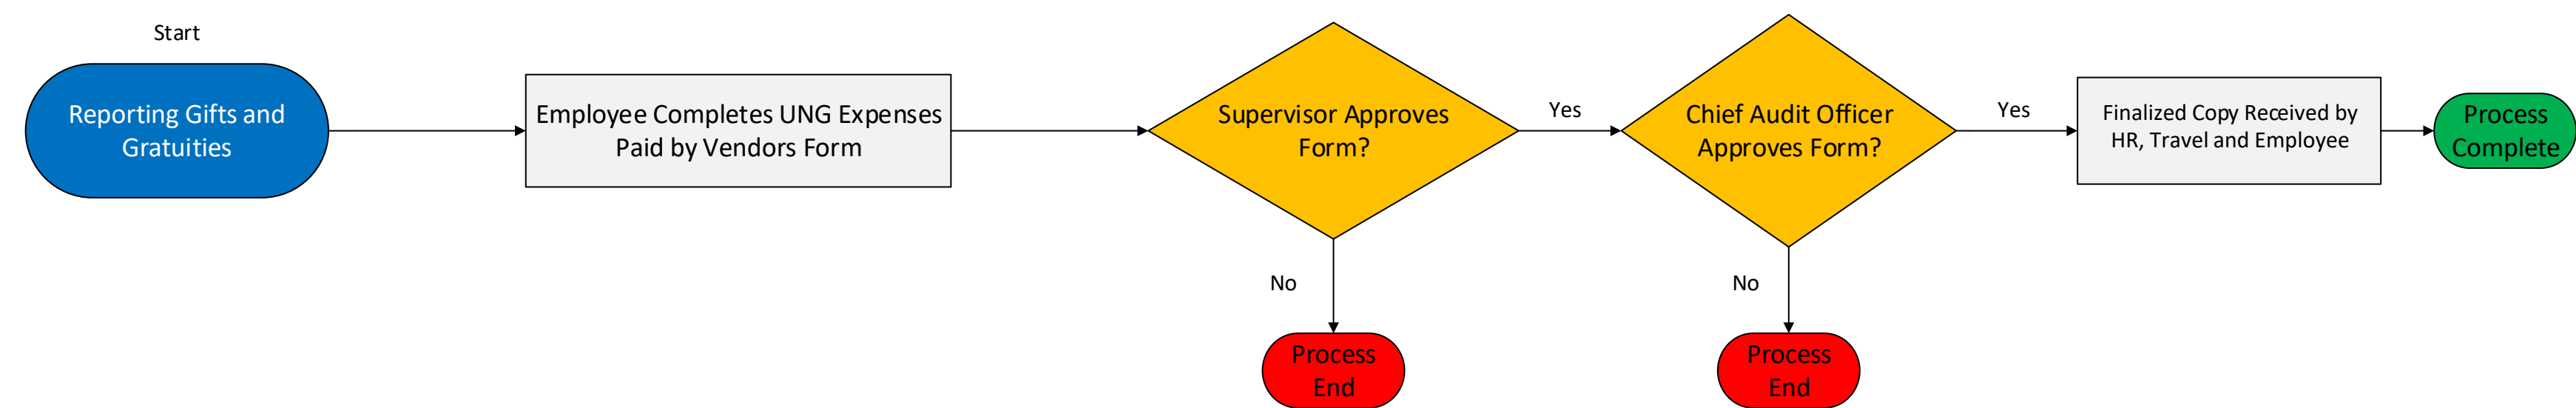 Start
Reporting Gifts and
Gratuities
Employee Completes UNG Expenses
Paid by Vendors Form
Supervisor Approves
Form?
Yes
Chief Audit Officer
Approves Form?
Yes
Finalized Copy Received by
HR, Travel and Employee
Process
Complete
No
Process
End
No
Process
End